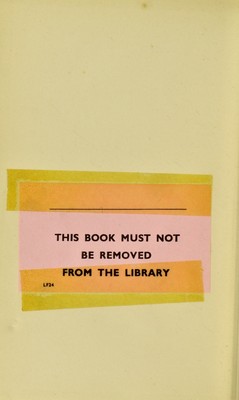 THIS BOOK MUST NOT
BE REMOVED
FROM THE LIBRARY
LF24